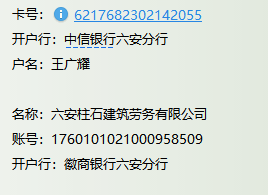 卡号： 6217682302142055
开户行：中信银行六安分行
户名：王广耀
名称：六安柱石建筑劳务有限公司
账号：1760101021000958509
开户行：徽商银行六安分行